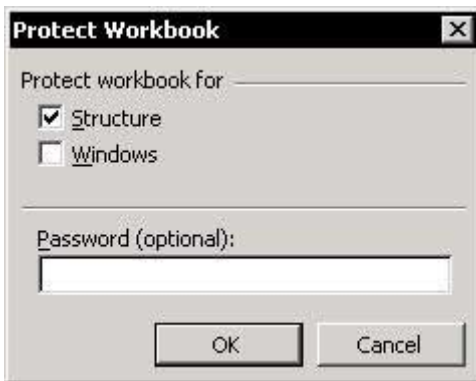 Protect Workbook
Protect workbook for
Structure
Windows
Password (optional):
OK Cancel